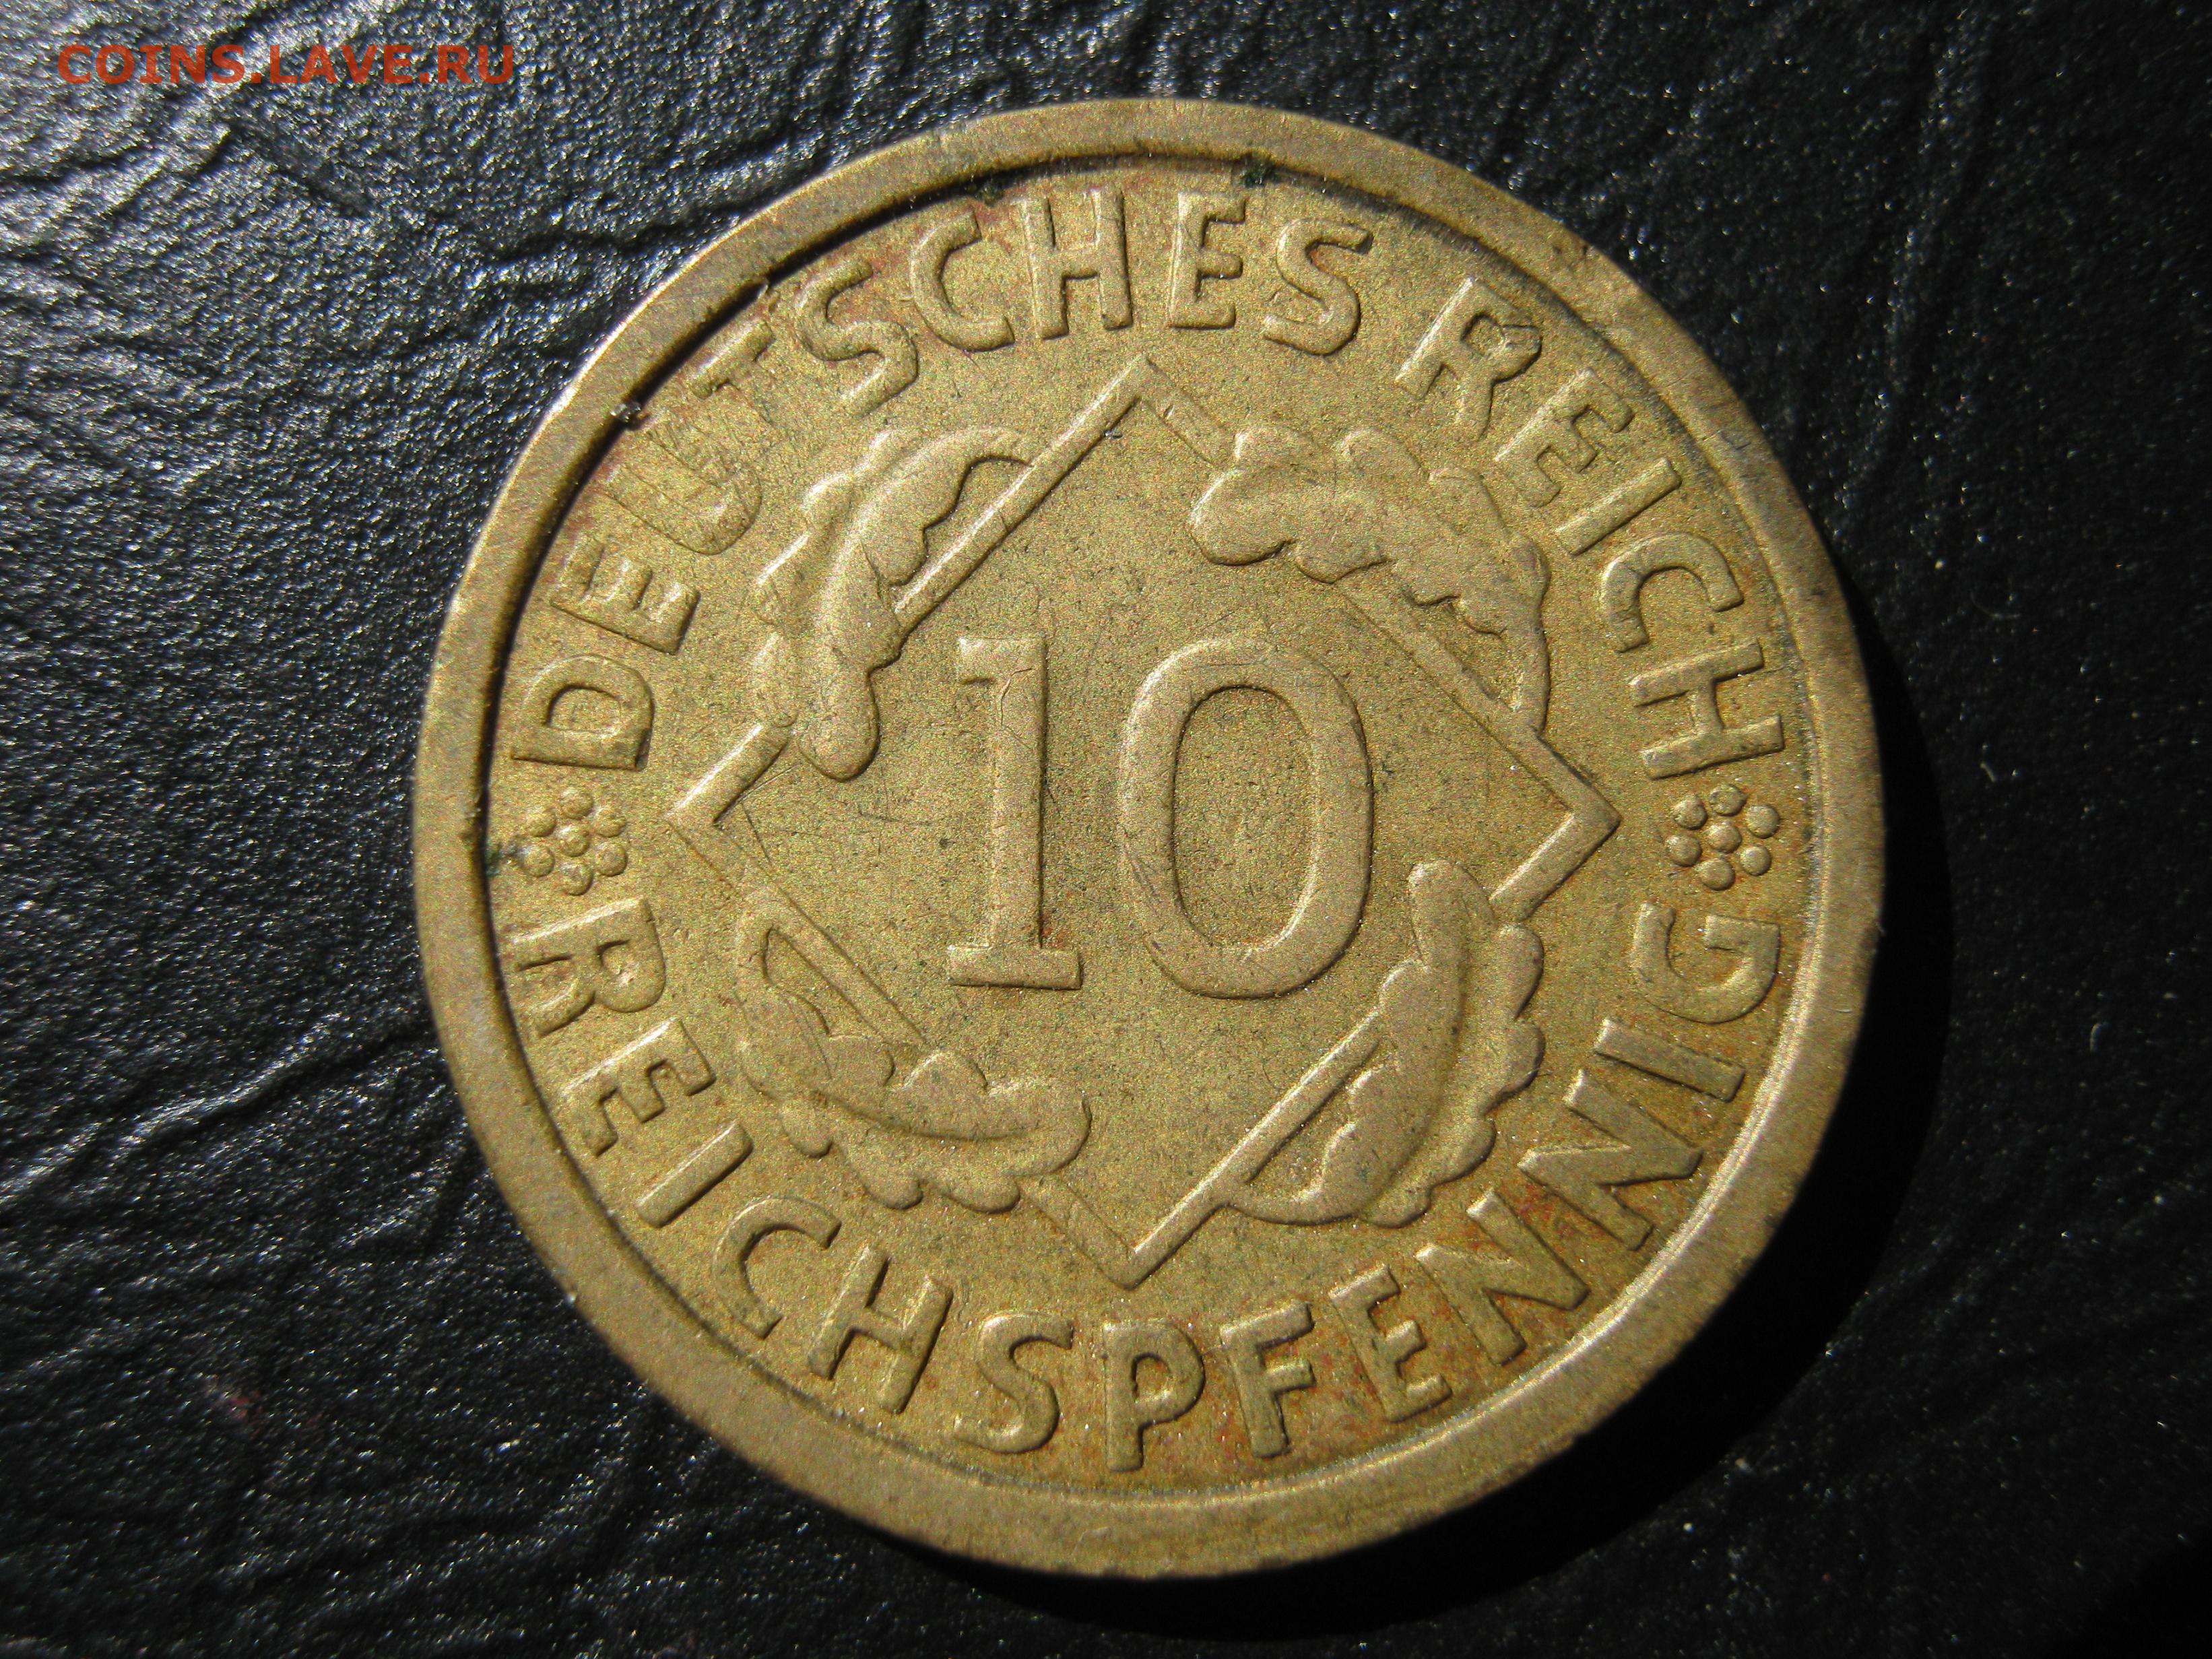 COINS.LAVE.RU
DEUTSCHES REICH
10
REICHSPFENNIG